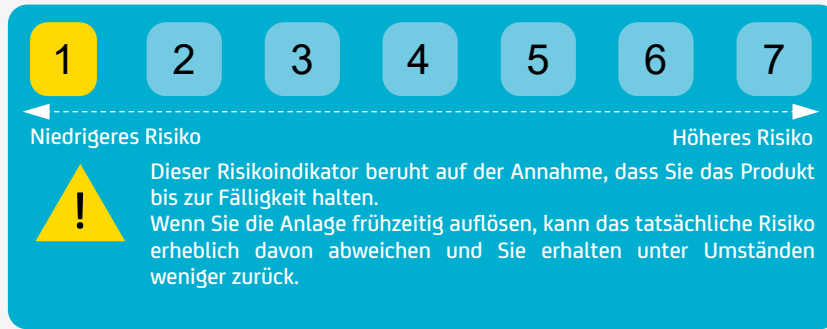 1 2 3 4 5 6 7
Niedrigeres Risiko Höheres Risiko
!
Dieser Risikoindikator beruht auf der Annahme, dass Sie das Produkt
bis zur Fälligkeit halten.
Wenn Sie die Anlage frühzeitig auflösen, kann das tatsächliche Risiko
erheblich davon abweichen und Sie erhalten unter Umständen
weniger zurück.